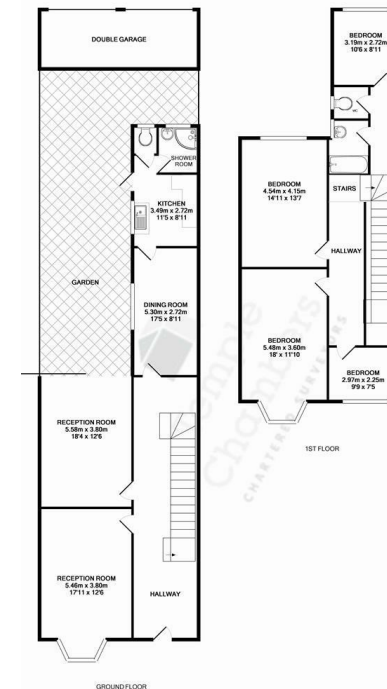 DOUBLE GARAGE
SHOWER
ROOM
KITCHEN
3.49m x 2.72m
11'5 x 8'11
GARDEN
DINING ROOM
5.30m x 2.72m
17'5 x 8'11
RECEPTION ROOM
5.58m x 3.80m
18'4 x 12'6
RECEPTION ROOM
5.46m x 3.80m
17'11 x 12'6
HALLWAY
GROUND FLOOR
BEDROOM
3.19m x 2.72m
10'6 x 8'11
WC
BEDROOM
4.54m x 4.15m
14'11 x 13'7
STAIRS
HALLWAY
BEDROOM
5.48m x 3.60m
18' x 11'10
BEDROOM
2.97m x 2.25m
9'9 x 7'5
1ST FLOOR
CHARTERED SURVEYORS